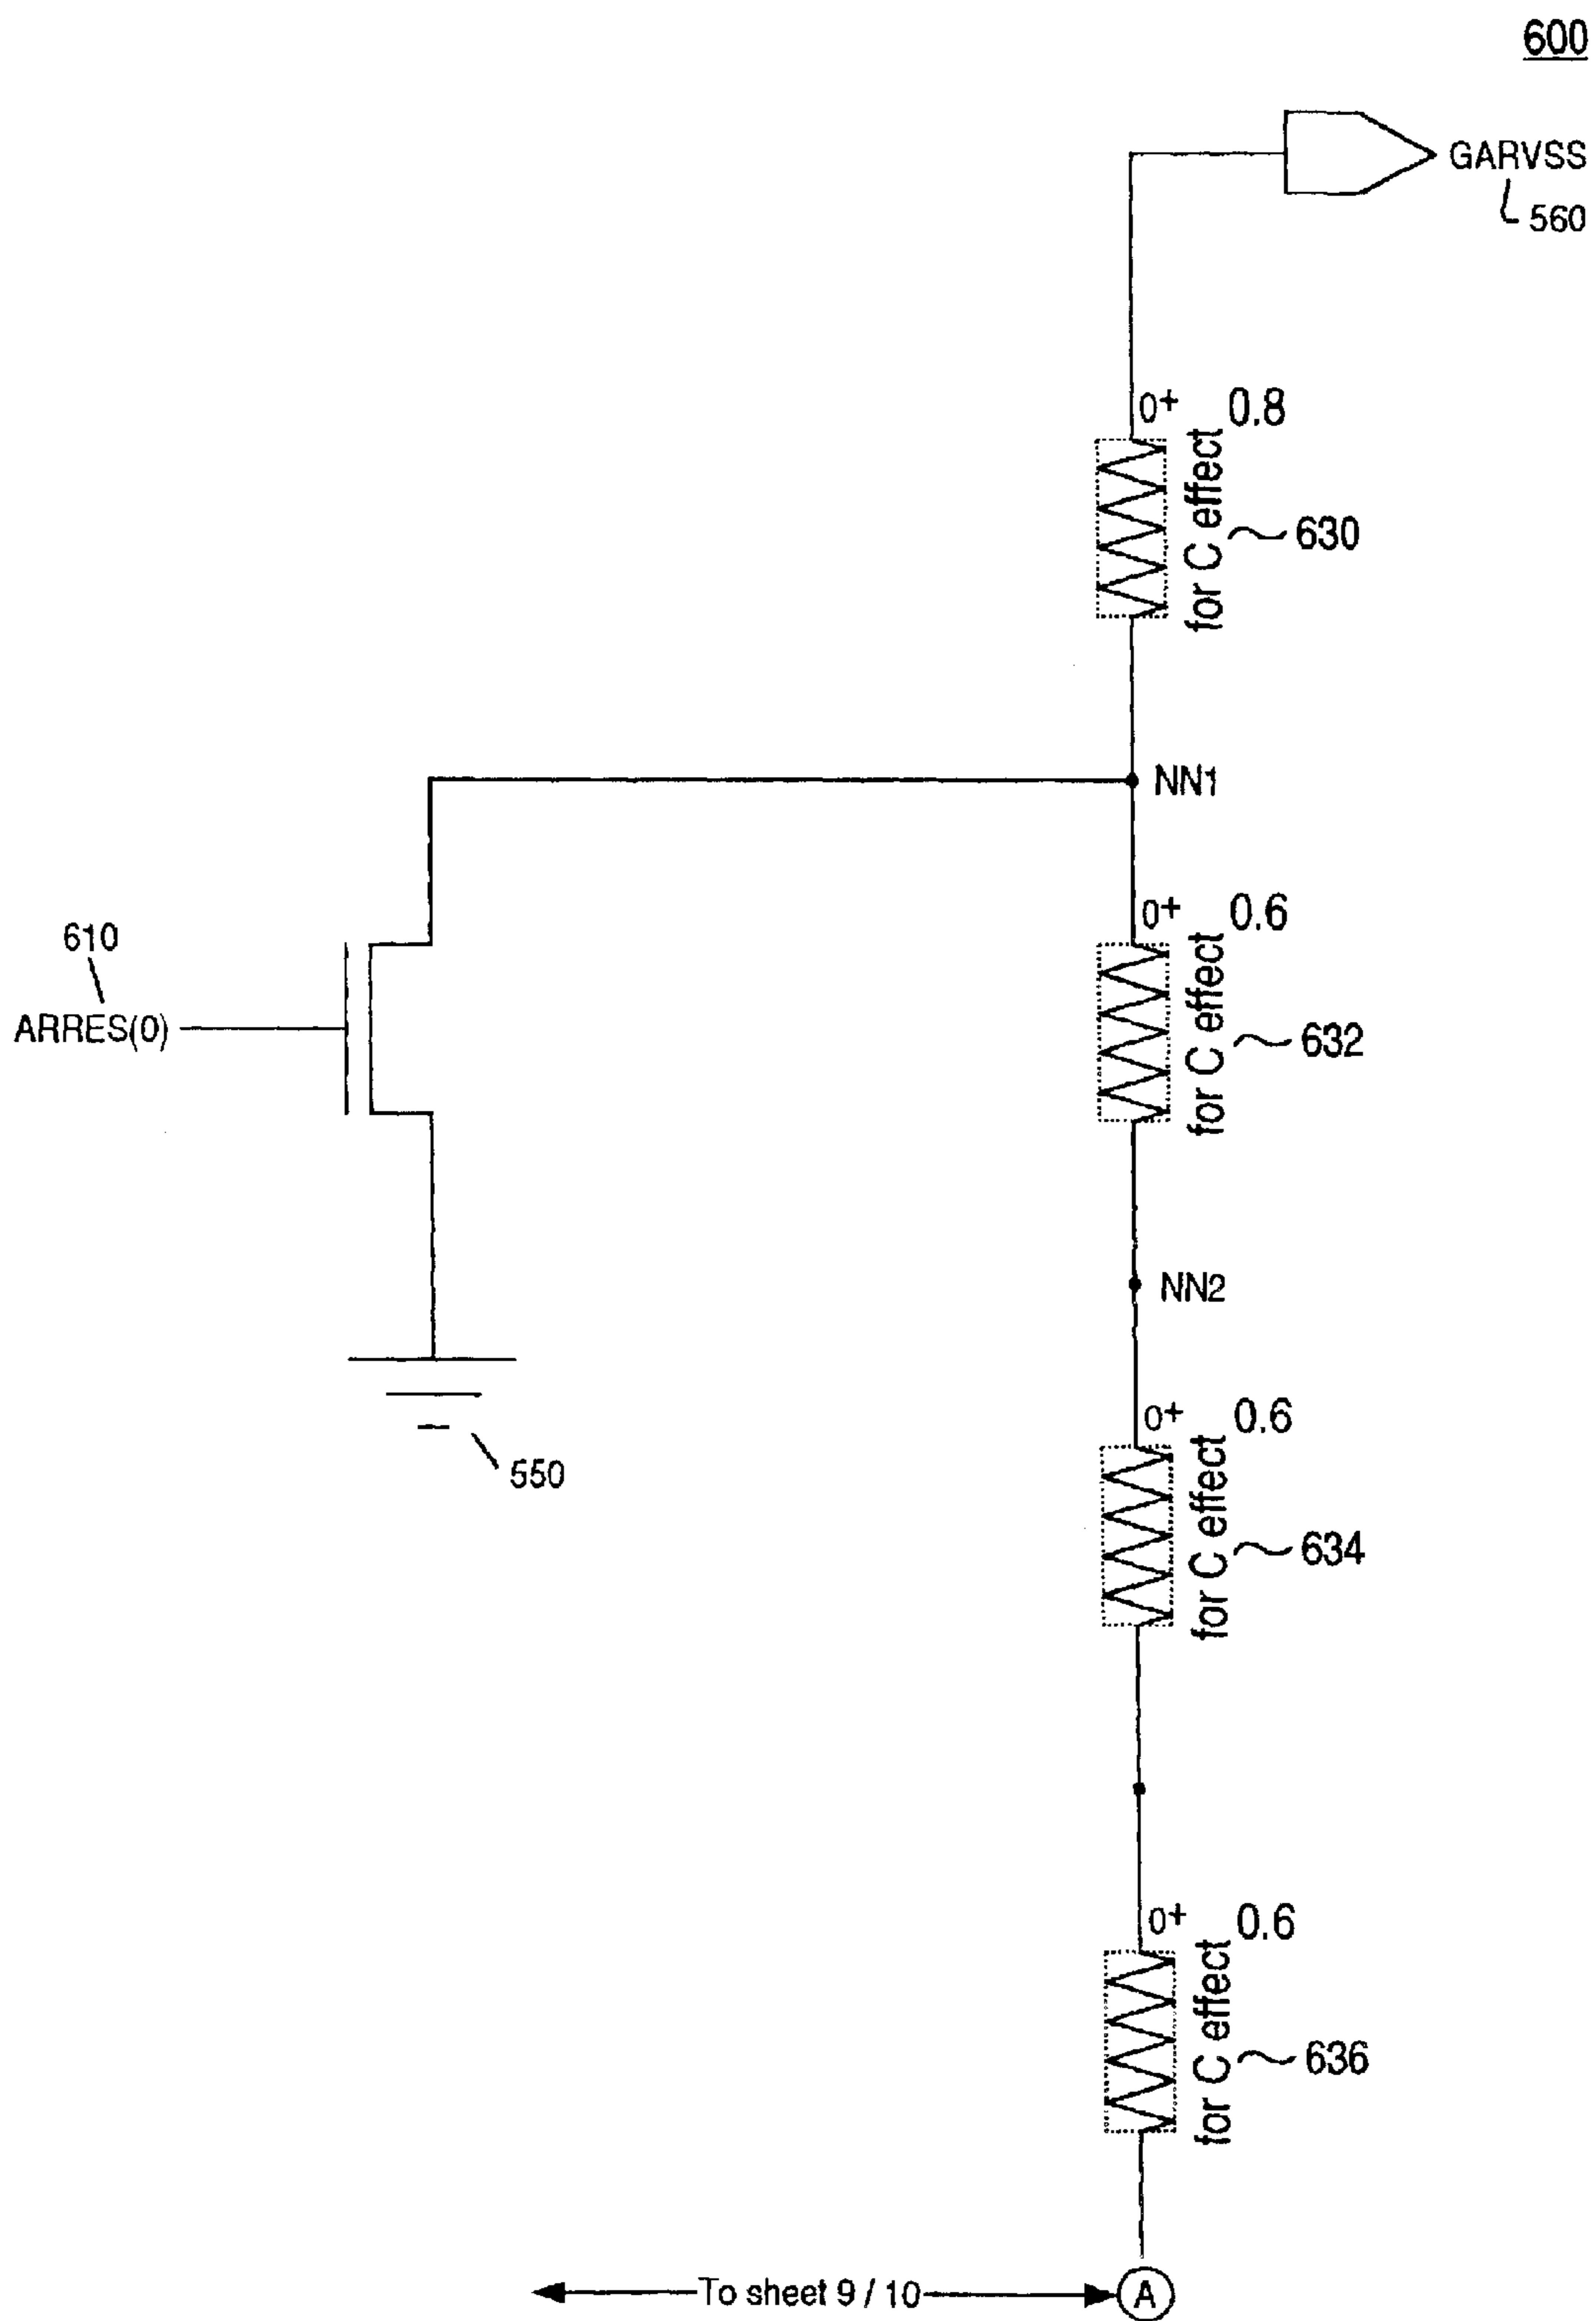 600
GARVSS
560
0+ 0.8
for C effect
630
NN1
0+ 0.6
for C effect
632
610
ARRES(0)
NN2
0+ 0.6
for C effect
634
550
0+ 0.6
for C effect
636
To sheet 9 / 10
A